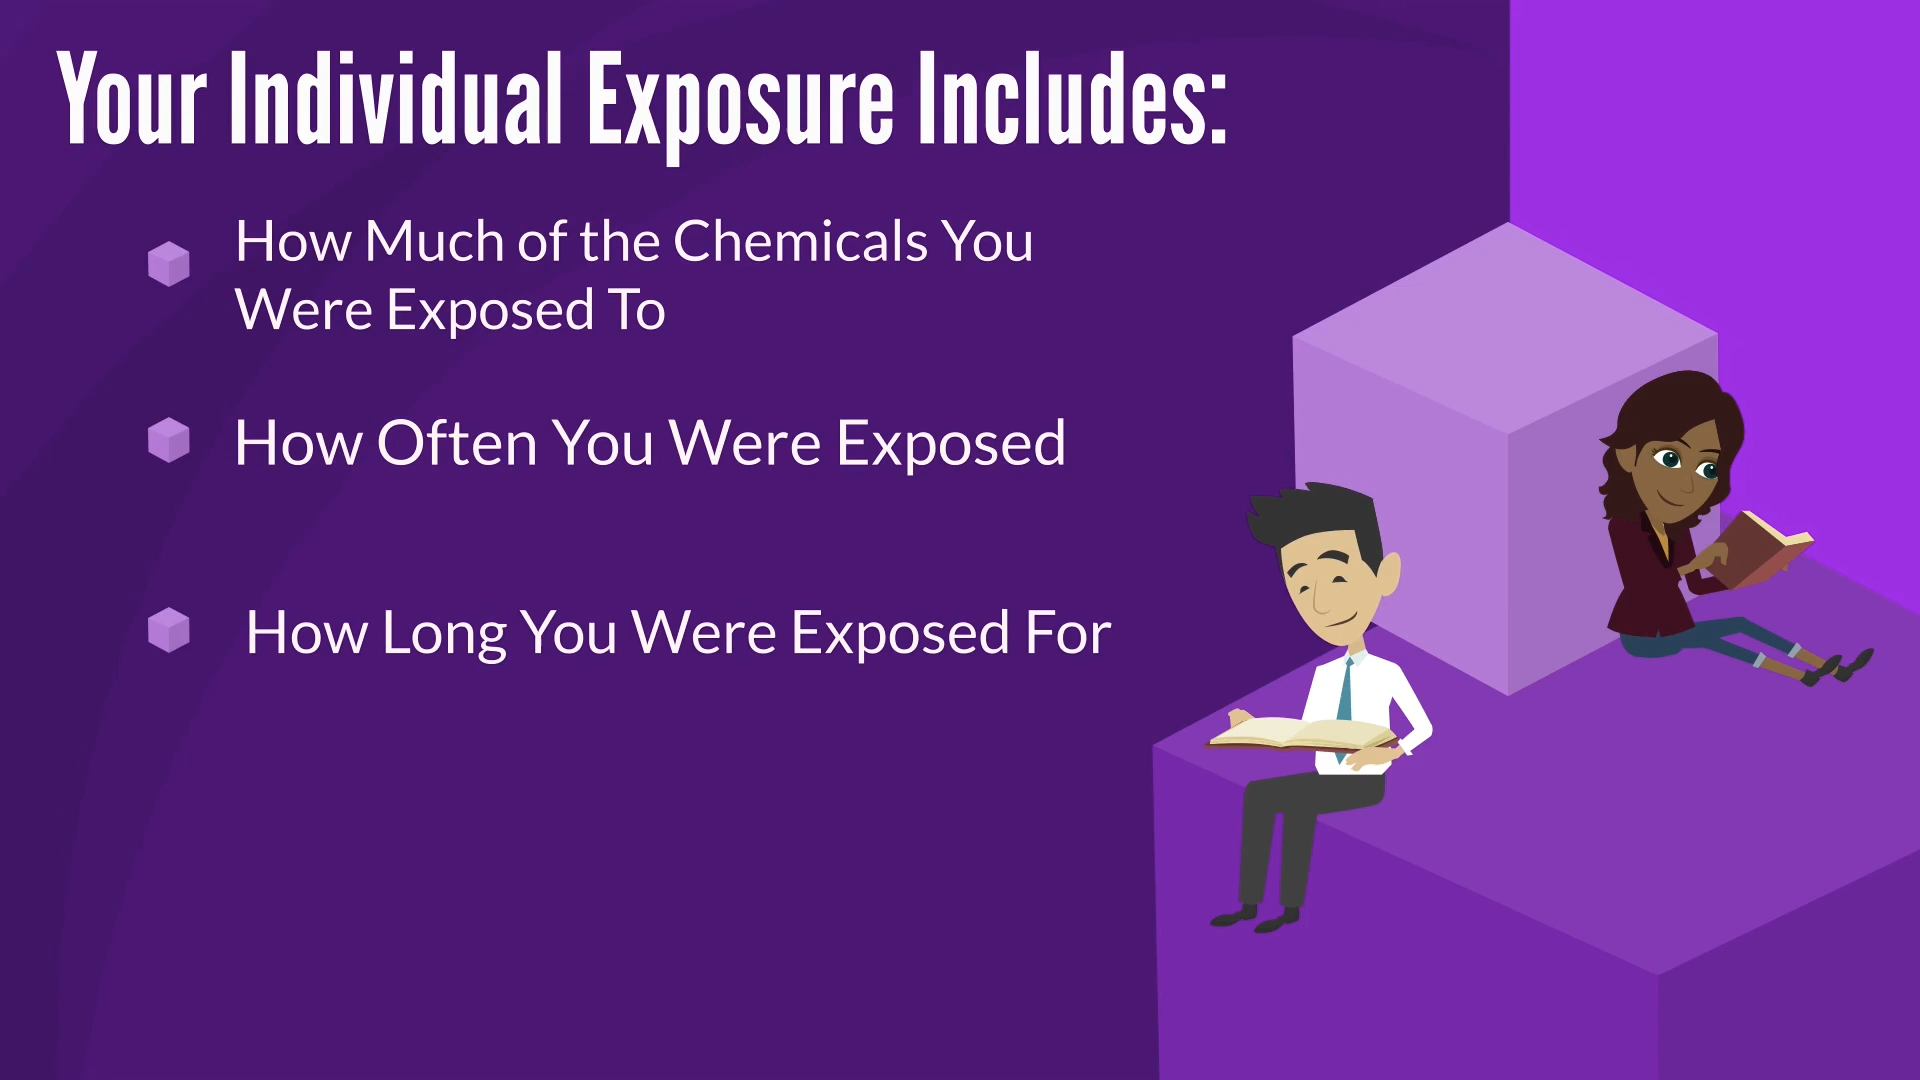 Your Individual Exposure Includes:
How Much of the Chemicals You
Were Exposed To
How Often You Were Exposed
How Long You Were Exposed For